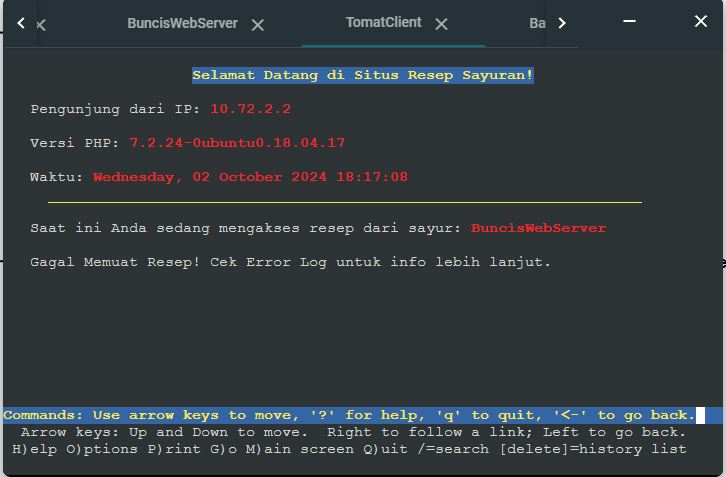 BuncisWebServer TomatClient Ba
Selamat Datang di Situs Resep Sayuran!
Pengunjung dari IP: 10.72.2.2
Versi PHP: 7.2.24-0ubuntu0.18.04.17
Waktu: Wednesday, 02 October 2024 18:17:08
Saat ini Anda sedang mengakses resep dari sayur: BuncisWebServer
Gagal Memuat Resep! Cek Error Log untuk info lebih lanjut.
Commands: Use arrow keys to move, '?' for help, 'q' to quit, '<-' to go back.
Arrow keys: Up and Down to move.  Right to follow a link; Left to go back.
H)elp O)ptions P)rint G)o M)ain screen Q)uit /=search [delete]=history list